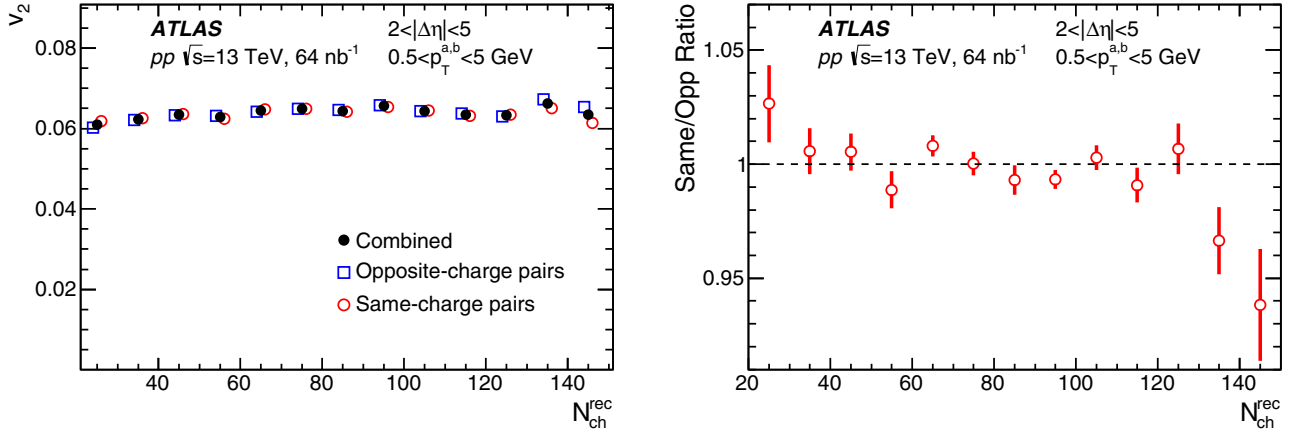 v2
0.08
0.06
0.04
0.02
ATLAS
2<|Δη|<5
pp √s=13 TeV, 64 nb-1
0.5<pTa,b<5 GeV
Combined
Opposite-charge pairs
Same-charge pairs
40 60 80 100 120 140
Nchrec
Same/Opp Ratio
1.05
1
0.95
ATLAS
2<|Δη|<5
pp √s=13 TeV, 64 nb-1
0.5<pTa,b<5 GeV
20 40 60 80 100 120 140
Nchrec